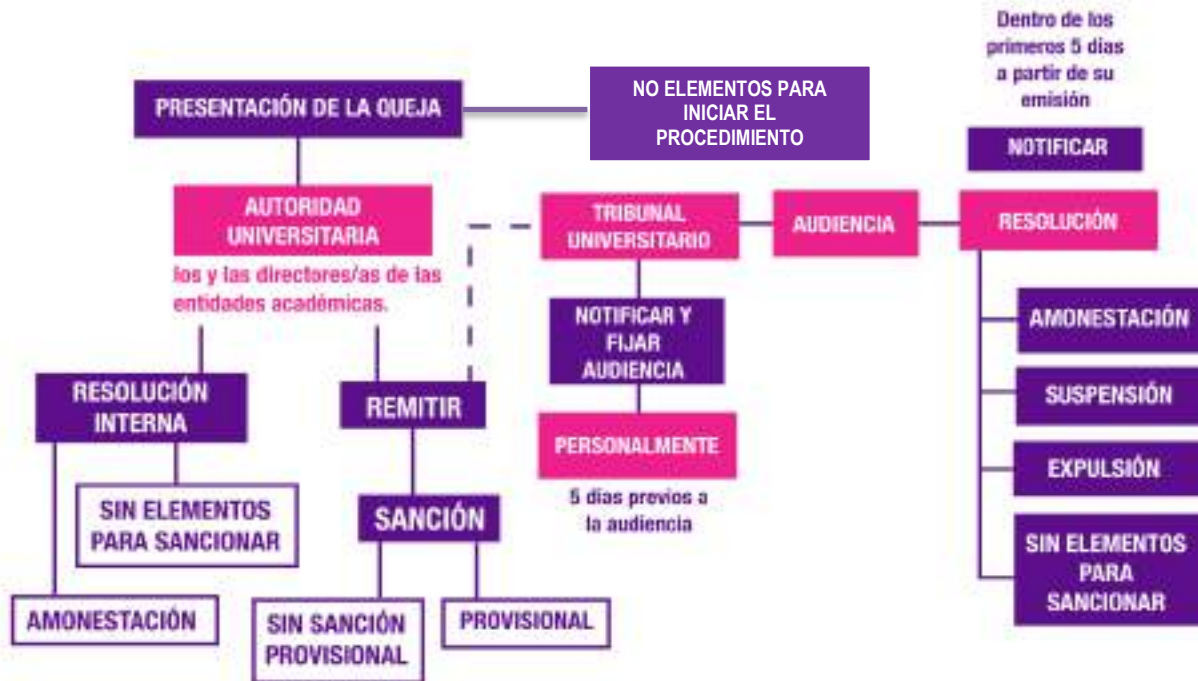 PRESENTACIÓN DE LA QUEJA
NO ELEMENTOS PARA
INICIAR EL
PROCEDIMIENTO
Dentro de los
primeros 5 días
a partir de su
emisión
NOTIFICAR
AUTORIDAD
UNIVERSITARIA
los y las directores/as de las
entidades académicas.
TRIBUNAL
UNIVERSITARIO
AUDIENCIA
RESOLUCIÓN
NOTIFICAR Y
FIJAR
AUDIENCIA
PERSONALMENTE
5 días previos a
la audiencia
RESOLUCIÓN
INTERNA
REMITIR
SIN ELEMENTOS
PARA SANCIONAR
AMONESTACIÓN
SANCIÓN
SIN SANCIÓN
PROVISIONAL
PROVISIONAL
AMONESTACIÓN
SUSPENSIÓN
EXPULSIÓN
SIN ELEMENTOS
PARA
SANCIONAR